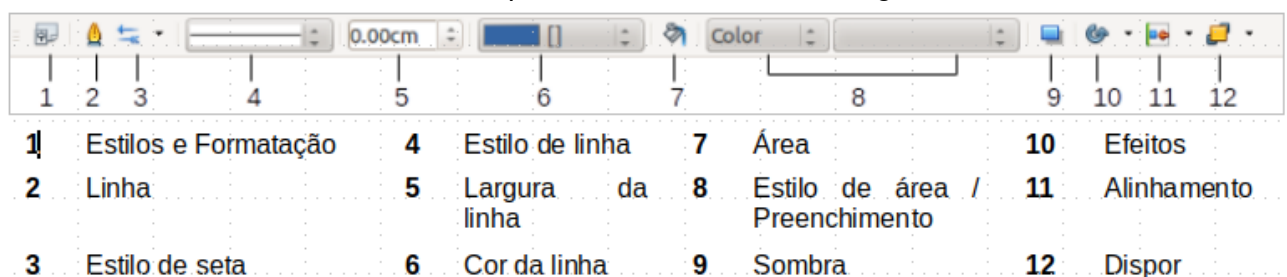 0.00cm [] Color
1 2 3 4 5 6 7 8 9 10 11 12
1 Estilos e Formatação 4 Estilo de linha 7 Área 10 Efeitos
2 Linha 5 Largura da linha 8 Estilo de área / Preenchimento 11 Alinhamento
3 Estilo de seta 6 Cor da linha 9 Sombra 12 Dispor